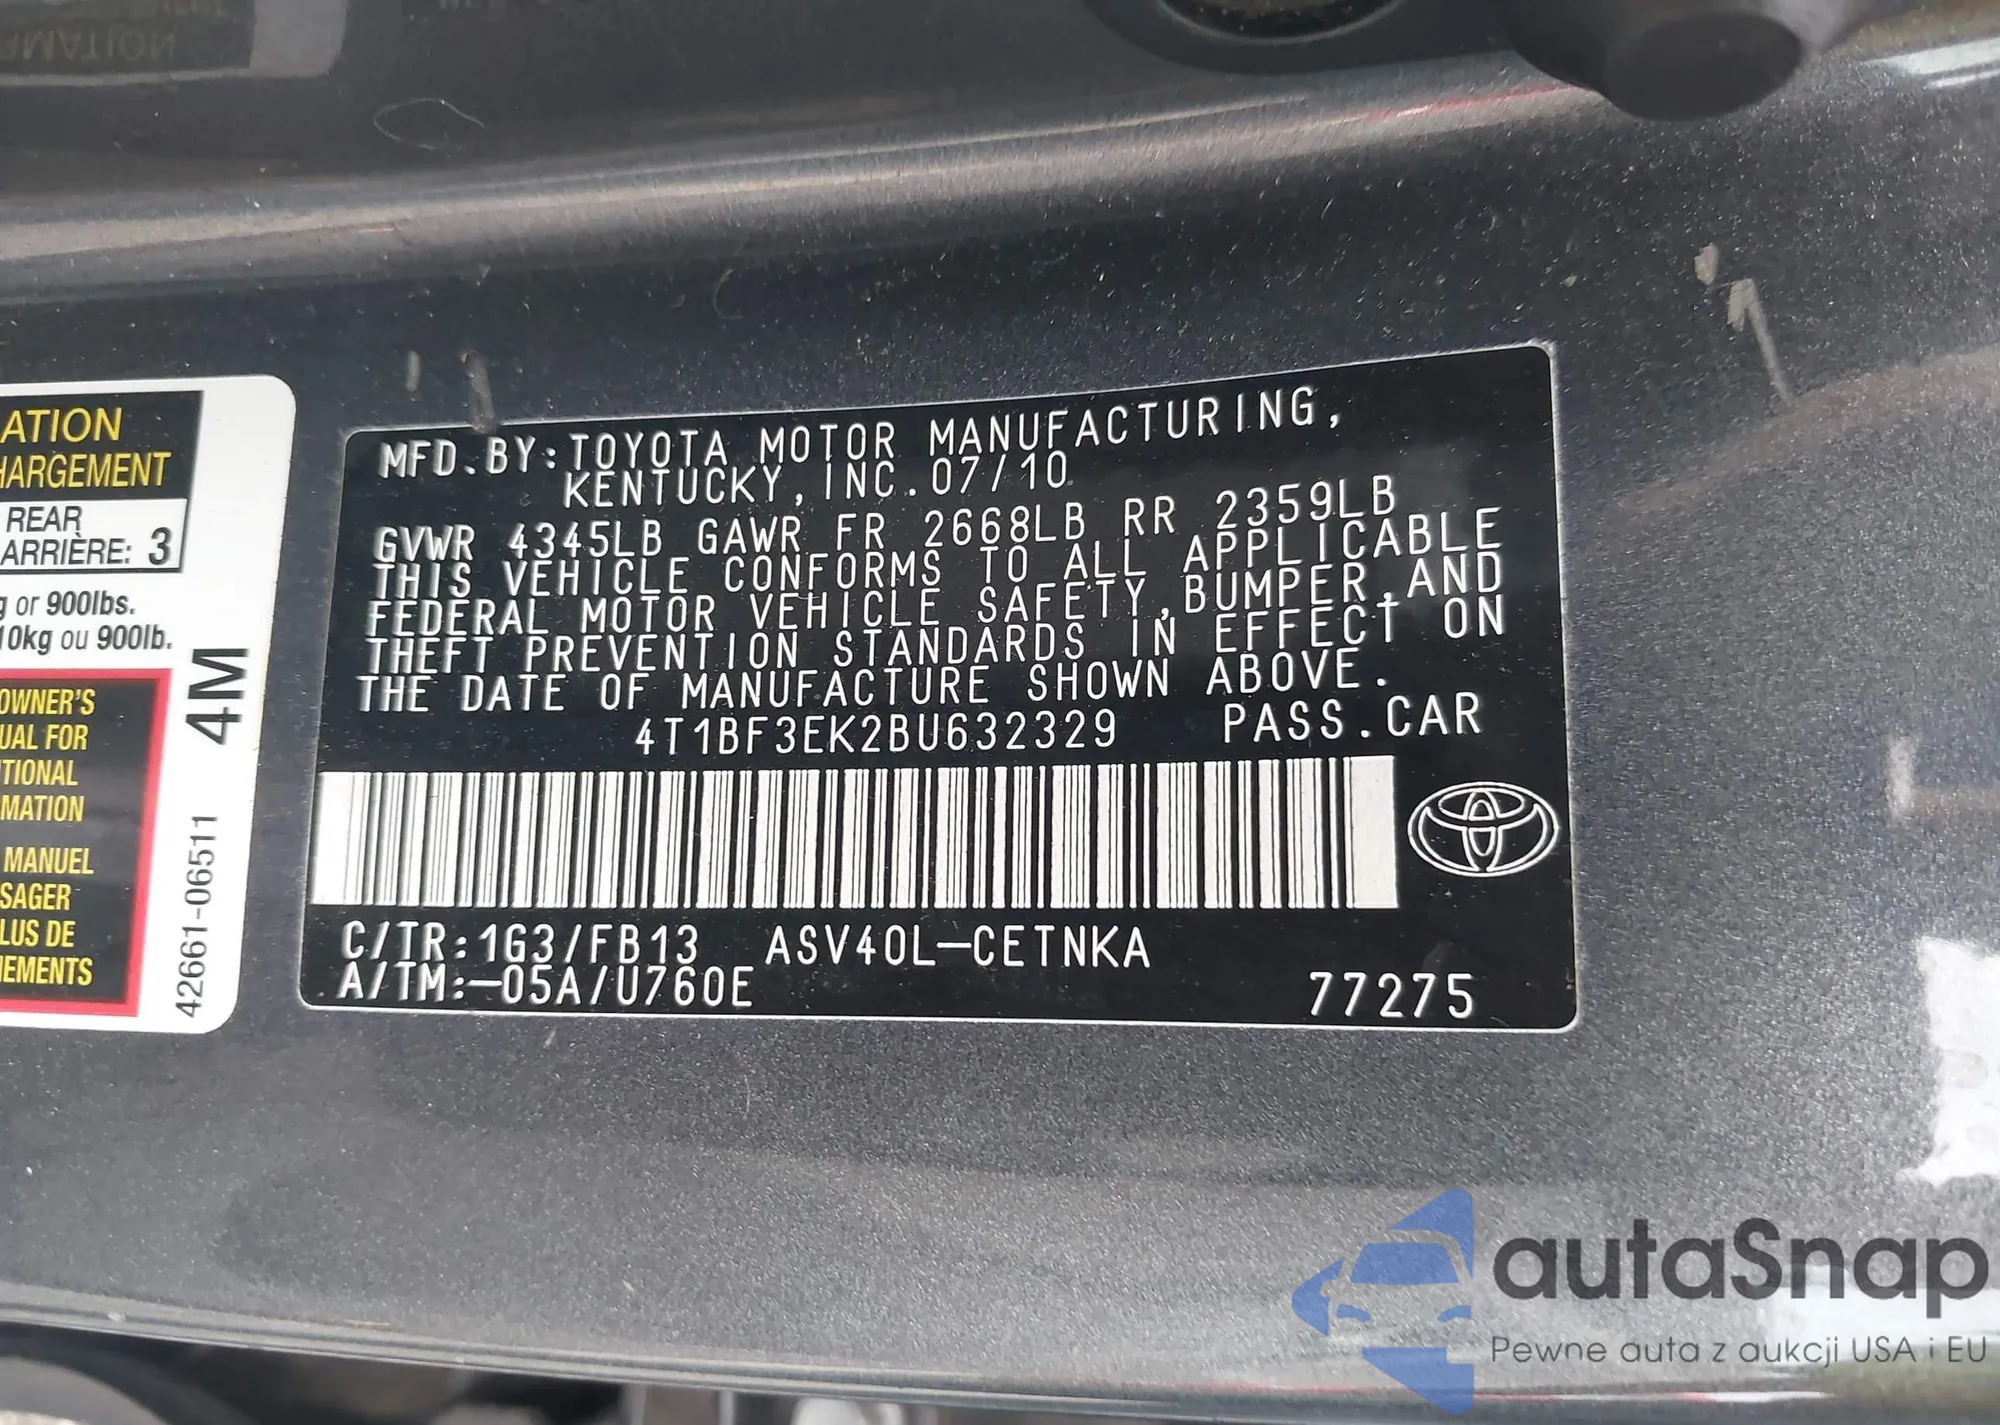 AMATION
ATION
HARGEMENT
REAR
ARRIÈRE: 3
g or 900lbs.
10kg ou 900lb.
OWNER'S
UAL FOR
TIONAL
MATION
MANUEL
SAGER
LUS DE
NEMENTS
42661-06511 4M
MFD.BY:TOYOTA MOTOR MANUFACTURING,
KENTUCKY,INC.07/10
GVWR 4345LB GAWR FR 2668LB RR 2359LB
THIS VEHICLE CONFORMS TO ALL APPLICABLE
FEDERAL MOTOR VEHICLE SAFETY,BUMPER,AND
THEFT PREVENTION STANDARDS IN EFFECT ON
THE DATE OF MANUFACTURE SHOWN ABOVE.
4T1BF3EK2BU632329 PASS.CAR
C/TR:1G3/FB13 ASV40L-CETNKA
A/TM:-05A/U760E 77275
autaSnap
Pewne auta z aukcji USA i EU